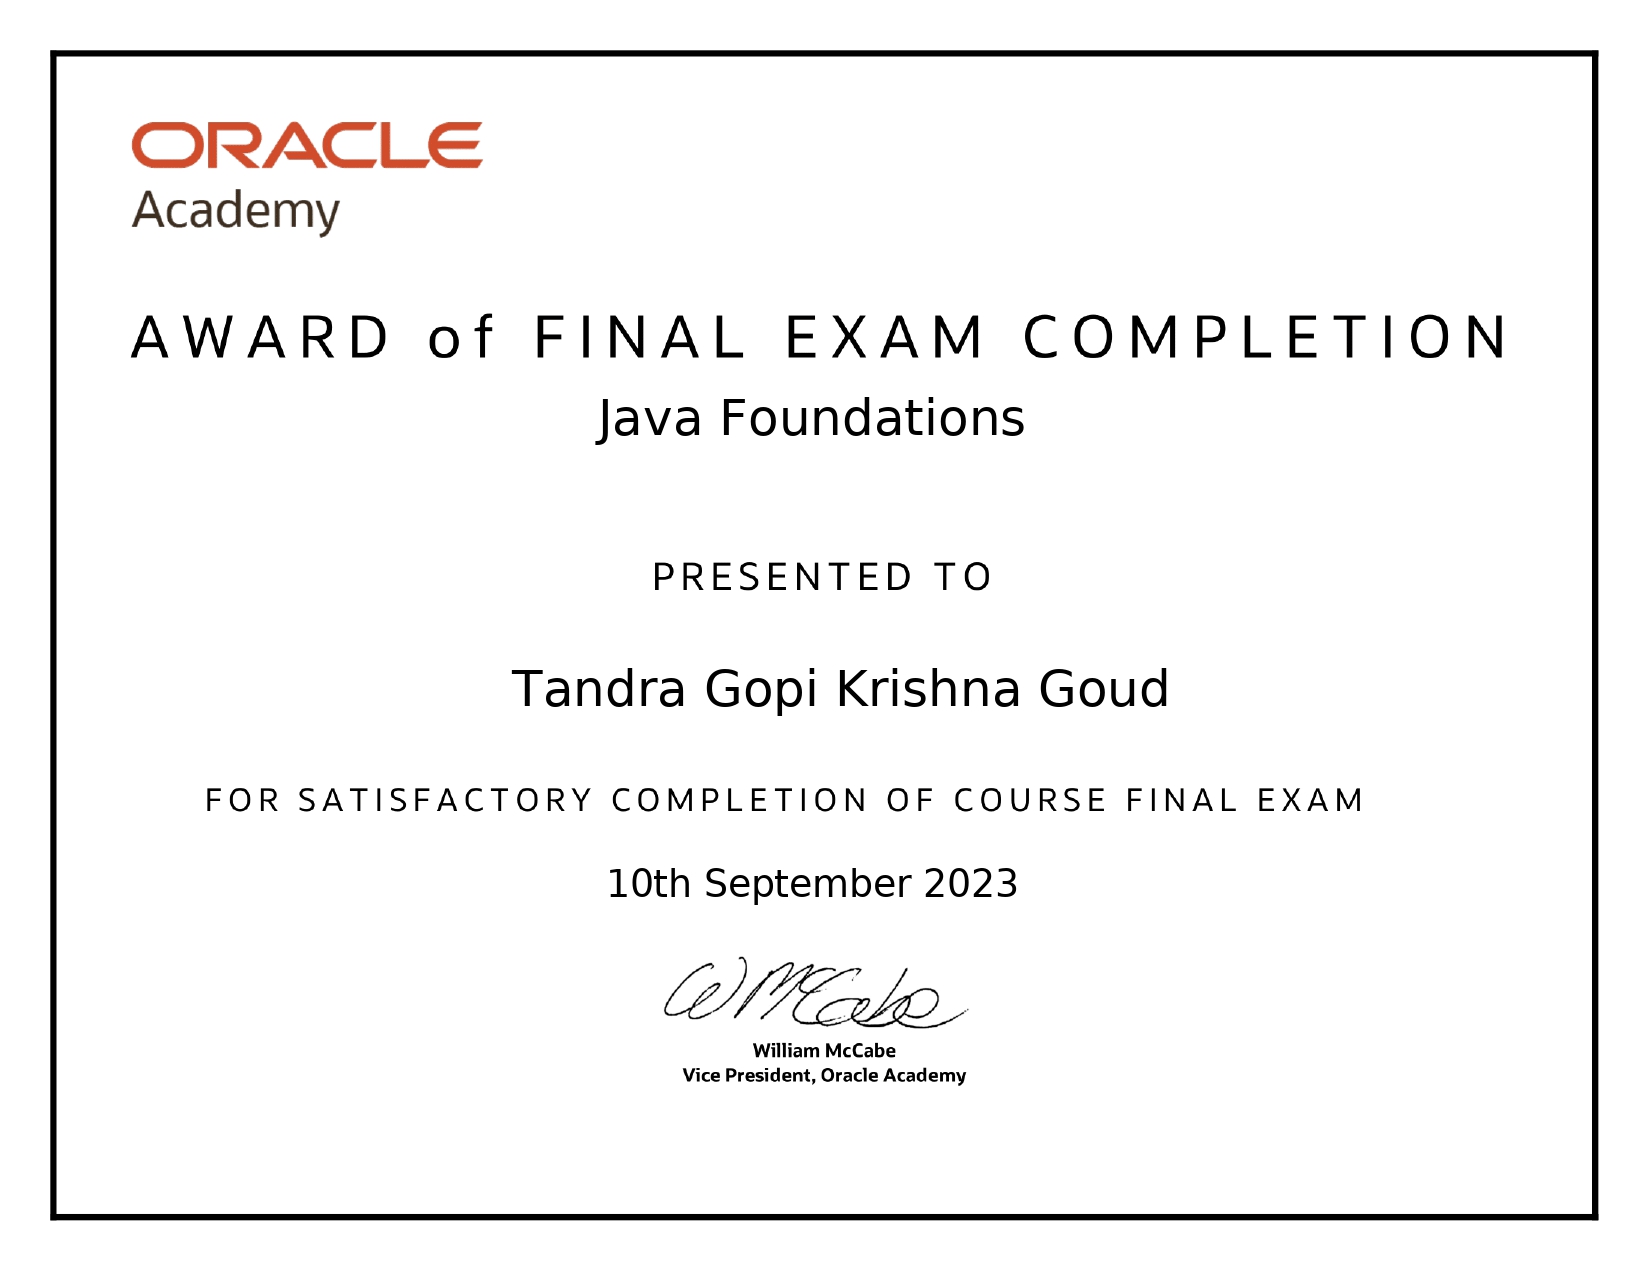 ORACLE
Academy
AWARD of FINAL EXAM COMPLETION
Java Foundations
PRESENTED TO
Tandra Gopi Krishna Goud
FOR SATISFACTORY COMPLETION OF COURSE FINAL EXAM
10th September 2023
WMcCabe
William McCabe
Vice President, Oracle Academy